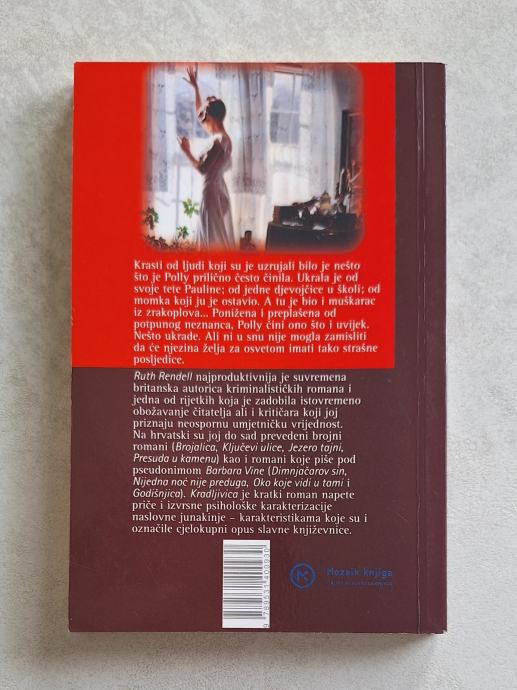 Krasti od ljudi koji su je uzrujali bilo je nešto
što je Polly prilično često činila. Ukrala je od
svoje tete Pauline; od jedne djevojčice u školi; od
momka koji ju je ostavio. A tu je bio i muškarac
iz zrakoplova... Ponižena i preplašena od
potpunog neznanca, Polly čini ono što i uvijek.
Nešto ukrade. Ali ni u snu nije mogla zamisliti
da će njezina želja za osvetom imati tako strašne
posljedice.
Ruth Rendell najproduktivnija je suvremena
britanska autorica kriminalističkih romana i
jedna od rijetkih koja je zadobila istovremeno
obožavanje čitatelja ali i kritičara koji joj
priznaju neospornu umjetničku vrijednost.
Na hrvatski su joj do sad prevedeni brojni
romani (Brojalica, Ključevi ulice, Jezero tajni,
Presuda u kamenu) kao i romani koje piše pod
pseudonimom Barbara Vine (Dimnjačarov sin,
Nijedna noć nije preduga, Oko koje vidi u tami i
Godišnjica). Kradljivica je kratki roman napete
priče i izvrsne psihološke karakterizacije
naslovne junakinje – karakteristikama koje su i
označile cjelokupni opus slavne književnice.
9 789531 400930
Mozaik knjiga